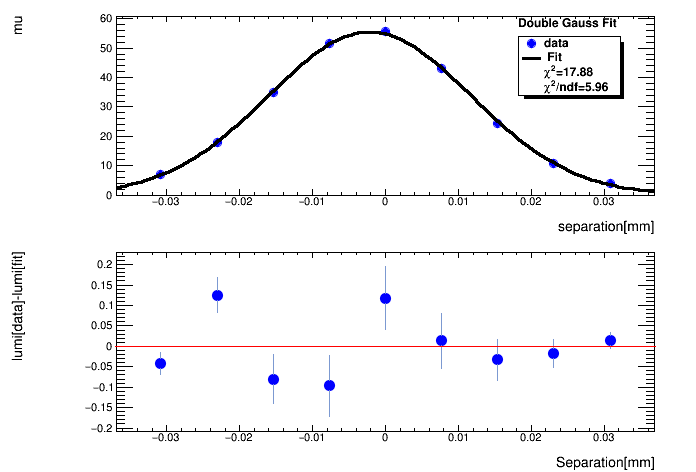 mu
Double Gauss Fit
data
Fit
χ²=17.88
χ²/ndf=5.96
60
50
40
30
20
10
0
−0.03 −0.02 −0.01 0 0.01 0.02 0.03
separation[mm]
lumi[data]-lumi[fit]
0.2
0.15
0.1
0.05
0
−0.05
−0.1
−0.15
−0.2
−0.03 −0.02 −0.01 0 0.01 0.02 0.03
Separation[mm]